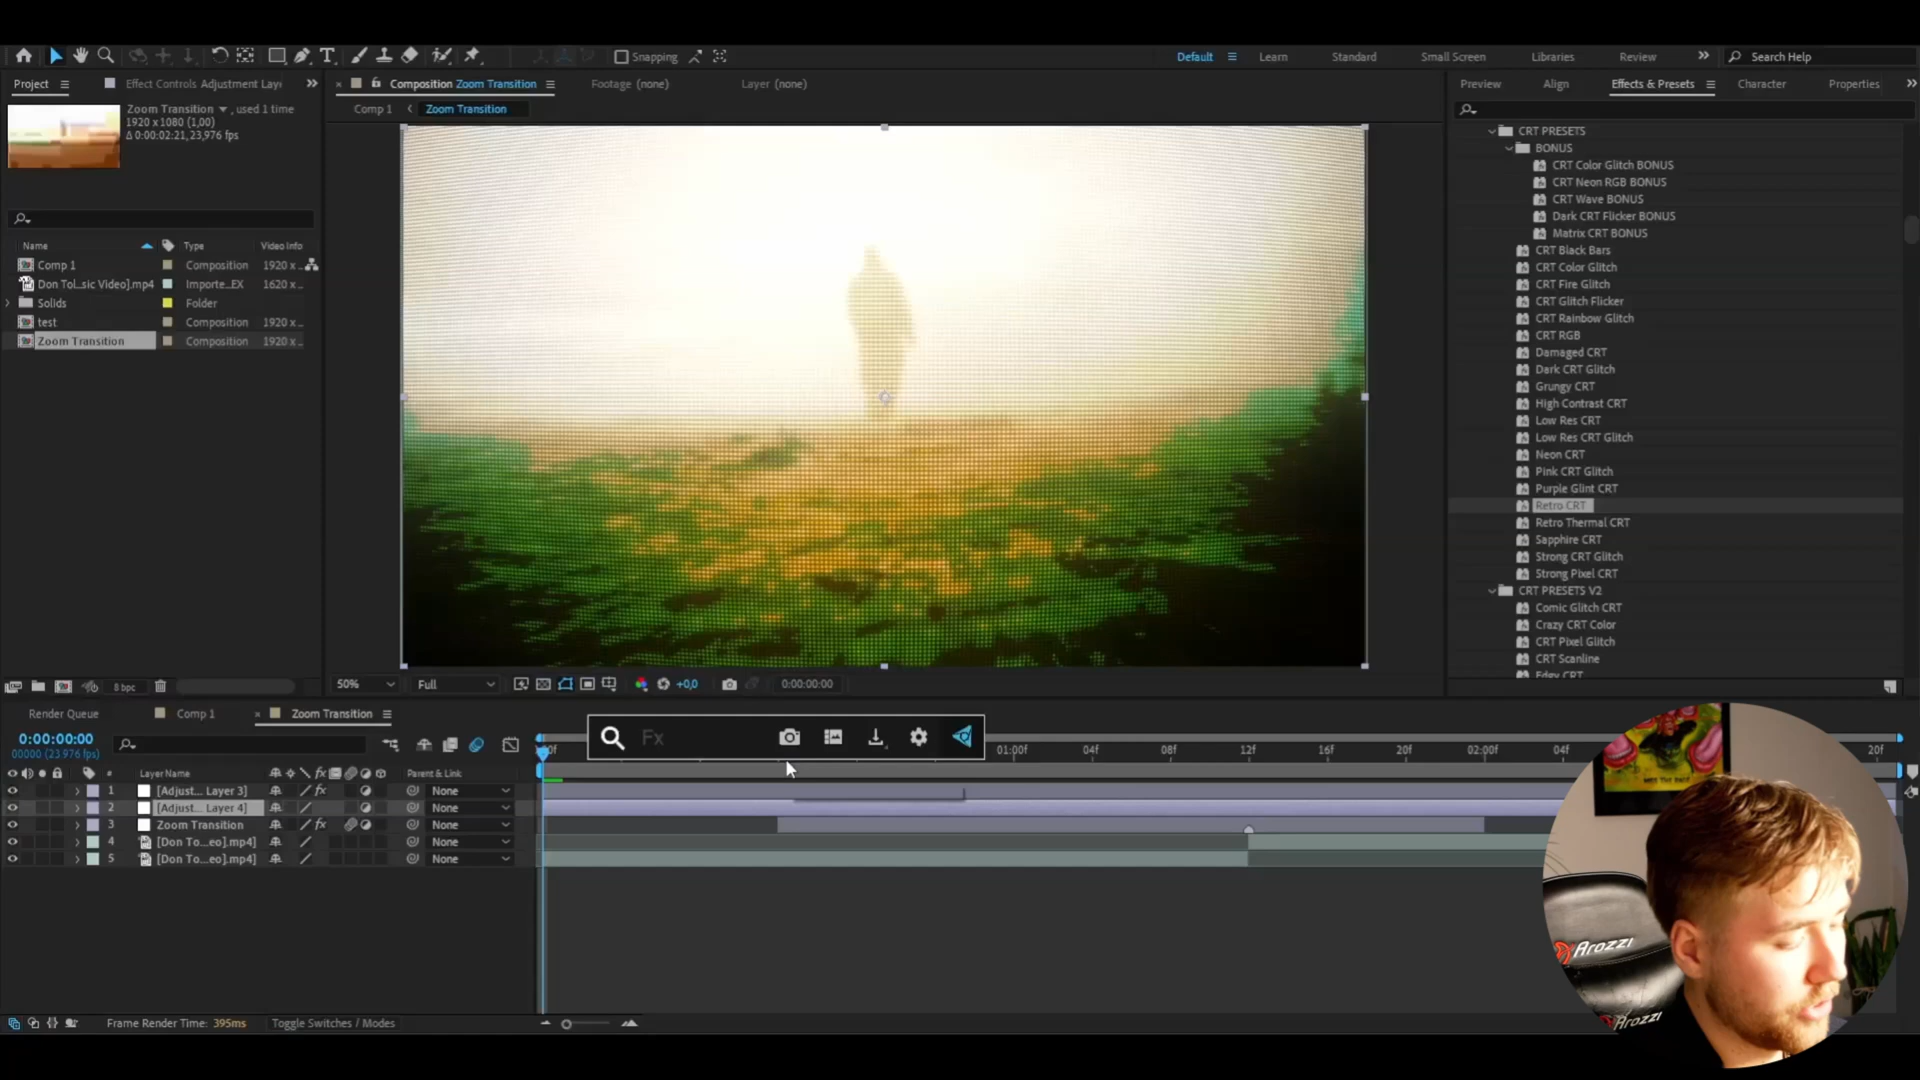 Snapping
Default
Learn
Standard
Small Screen
Libraries
Review
Search Help
Project
Effect Controls Adjustment Layı
Composition Zoom Transition
Footage (none)
Layer (none)
Preview
Align
Effects & Presets
Character
Properties
Zoom Transition , used 1 time
1920 x 1080 (1,00)
Δ 0:00:02:21, 23,976 fps
Comp 1
Zoom Transition
Name
Type
Video Info
Comp 1
Composition
1920 x ..
Don Tol...sic Video].mp4
Importe...EX
1620 x ..
Solids
Folder
test
Composition
1920 x ..
Zoom Transition
Composition
1920 x ..
8 bpc
CRT PRESETS
BONUS
CRT Color Glitch BONUS
CRT Neon RGB BONUS
CRT Wave BONUS
Dark CRT Flicker BONUS
Matrix CRT BONUS
CRT Black Bars
CRT Color Glitch
CRT Fire Glitch
CRT Glitch Flicker
CRT Rainbow Glitch
CRT RGB
Damaged CRT
Dark CRT Glitch
Grungy CRT
High Contrast CRT
Low Res CRT
Low Res CRT Glitch
Neon CRT
Pink CRT Glitch
Purple Glint CRT
Retro CRT
Retro Thermal CRT
Sapphire CRT
Strong CRT Glitch
Strong Pixel CRT
CRT PRESETS V2
Comic Glitch CRT
Crazy CRT Color
CRT Pixel Glitch
CRT Scanline
Edgy CRT
50%
Full
+0,0
0:00:00:00
Render Queue
Comp 1
Zoom Transition
0:00:00:00
00000 (23.976 fps)
Fx
01:00f
04f
08f
12f
16f
20f
02:00f
04f
20f
#
Layer Name
fx
Parent & Link
1
[Adjust... Layer 3]
fx
None
2
[Adjust... Layer 4]
None
3
Zoom Transition
fx
None
4
[Don To...eo].mp4]
None
5
[Don To...eo].mp4]
None
Frame Render Time: 395ms
Toggle Switches / Modes
Arozzi
Arozzi